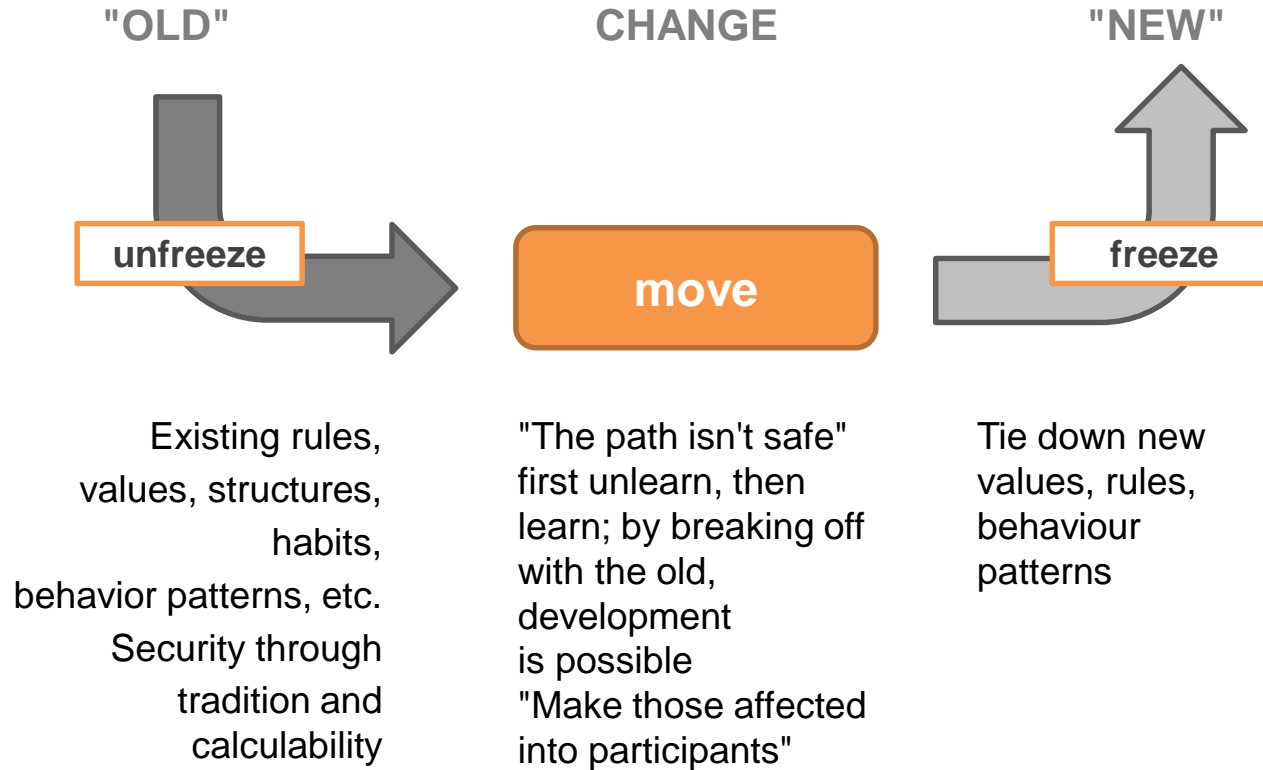 "OLD"
CHANGE
"NEW"
unfreeze
move
freeze
Existing rules,
values, structures,
habits,
behavior patterns, etc.
Security through
tradition and
calculability
"The path isn't safe"
first unlearn, then
learn; by breaking off
with the old,
development
is possible
"Make those affected
into participants"
Tie down new
values, rules,
behaviour
patterns